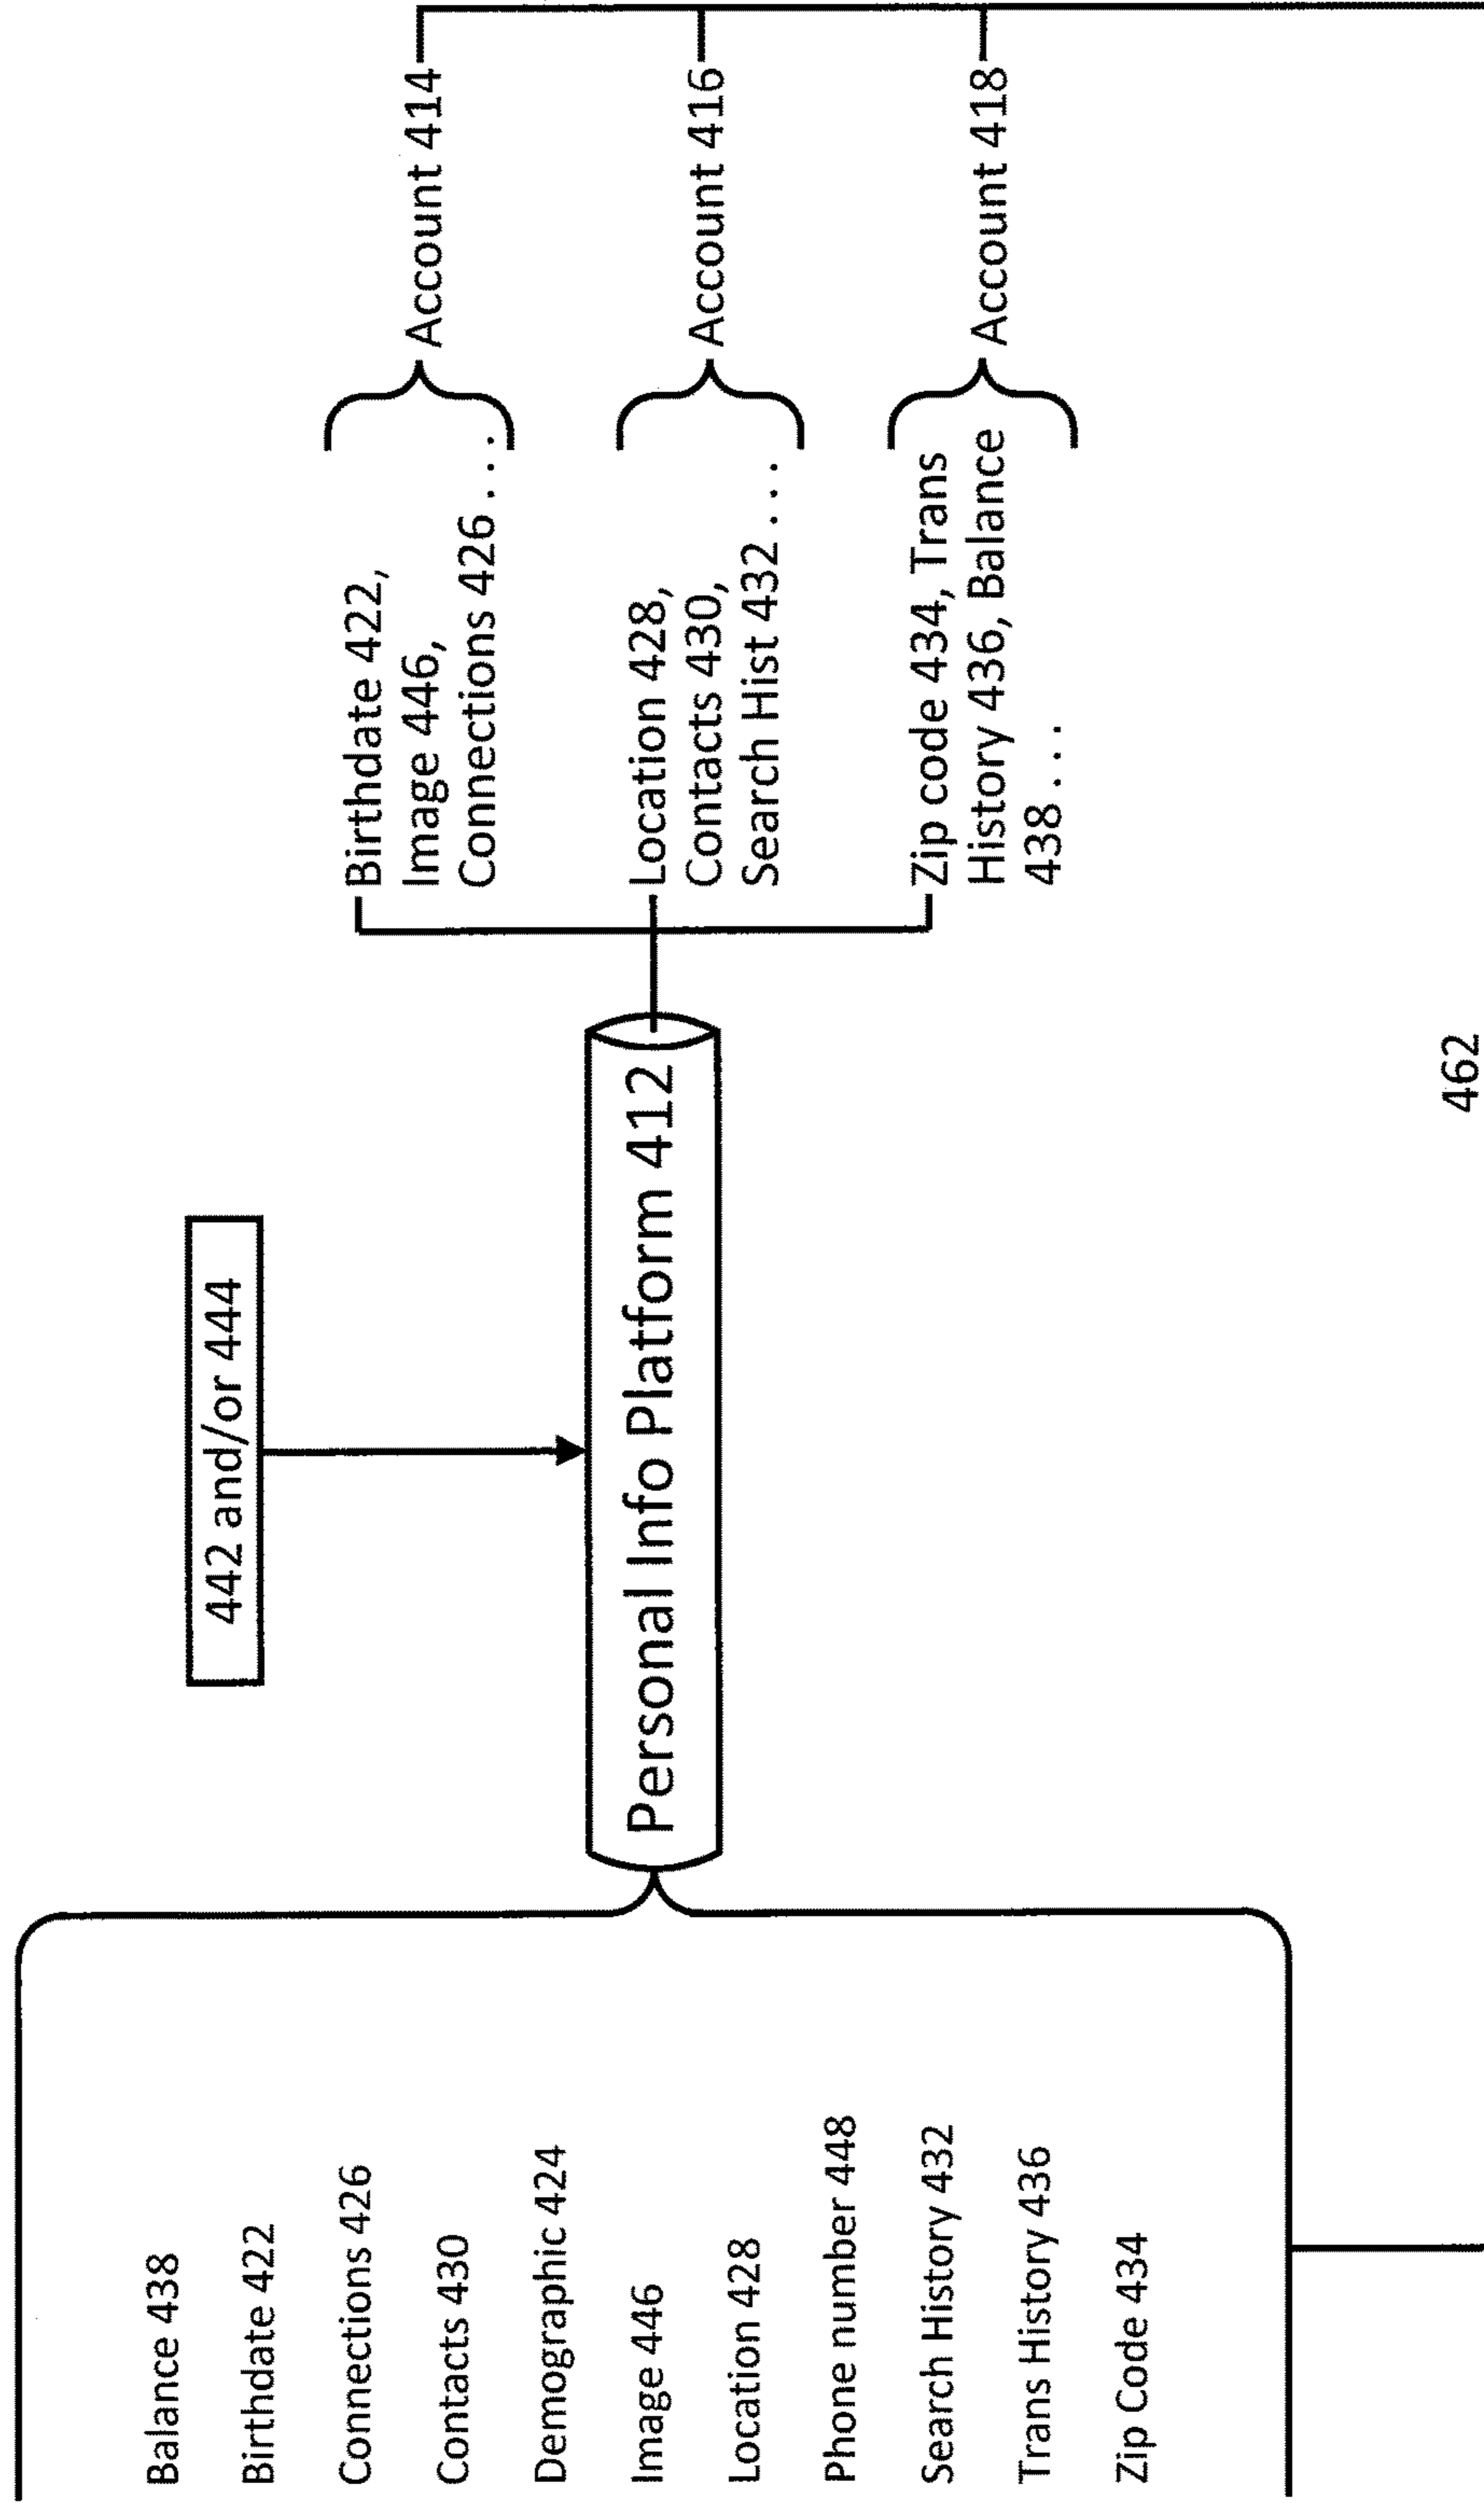 Balance 438
Birthdate 422
Connections 426
Contacts 430
Demographic 424
Image 446
Location 428
Phone number 448
Search History 432
Trans History 436
Zip Code 434
442 and/or 444
Personal Info Platform 412
Birthdate 422,
Image 446,
Connections 426 . . .
Account 414
Location 428,
Contacts 430,
Search Hist 432 . . .
Account 416
Zip code 434, Trans
History 436, Balance
438 . . .
Account 418
462